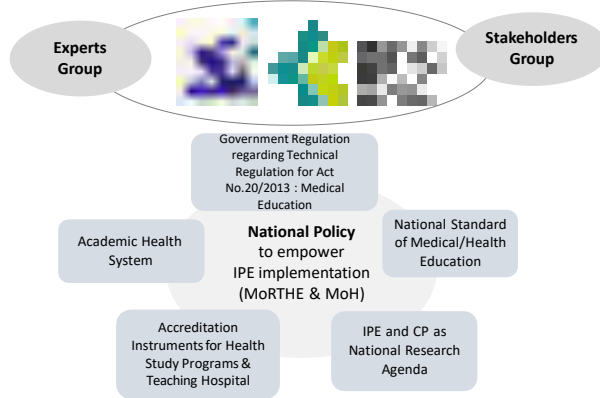 Experts
Group
Stakeholders
Group
Government Regulation
regarding Technical
Regulation for Act
No.20/2013 : Medical
Education
National Policy
to empower
IPE implementation
(MoRTHE & MoH)
Academic Health
System
National Standard
of Medical/Health
Education
Accreditation
Instruments for Health
Study Programs &
Teaching Hospital
IPE and CP as
National Research
Agenda